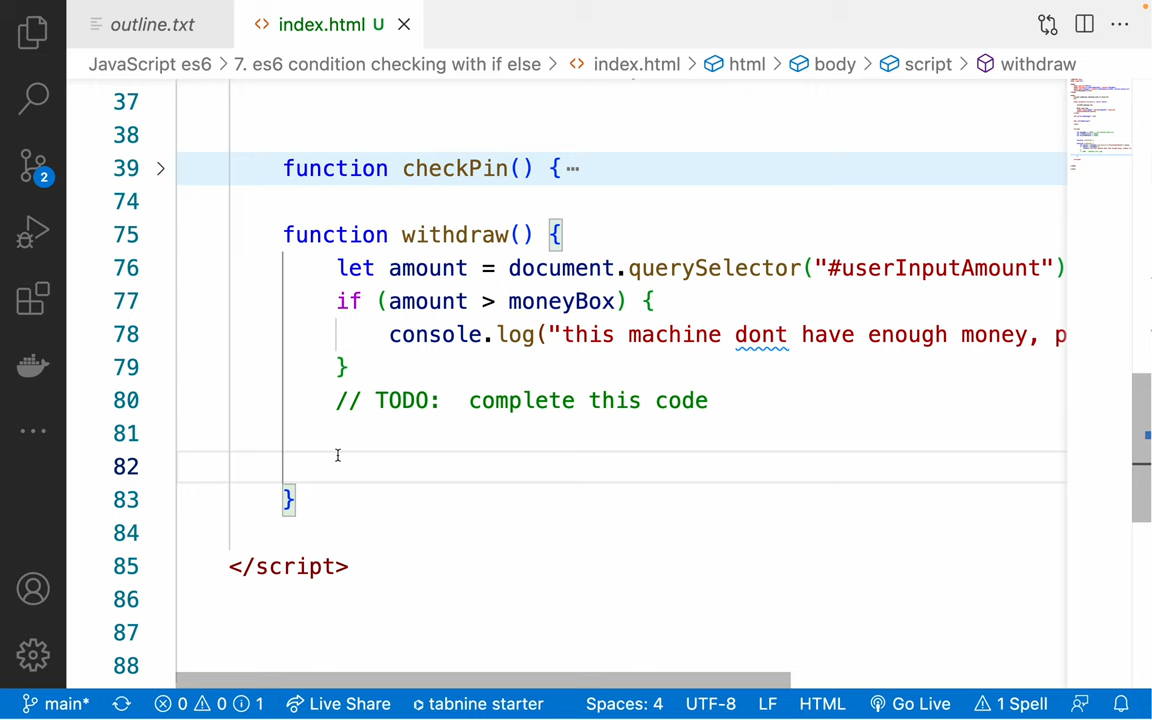 outline.txt
index.html U
JavaScript es6 > 7. es6 condition checking with if else > index.html > html > body > script > withdraw
37
38
39 function checkPin() {
74
75 function withdraw() {
76 let amount = document.querySelector("#userInputAmount")
77 if (amount > moneyBox) {
78 console.log("this machine dont have enough money, p
79 }
80 // TODO: complete this code
81
82
83 }
84
85 </script>
86
87
88
2
main* 0 0 1 Live Share tabnine starter Spaces: 4 UTF-8 LF HTML Go Live 1 Spell